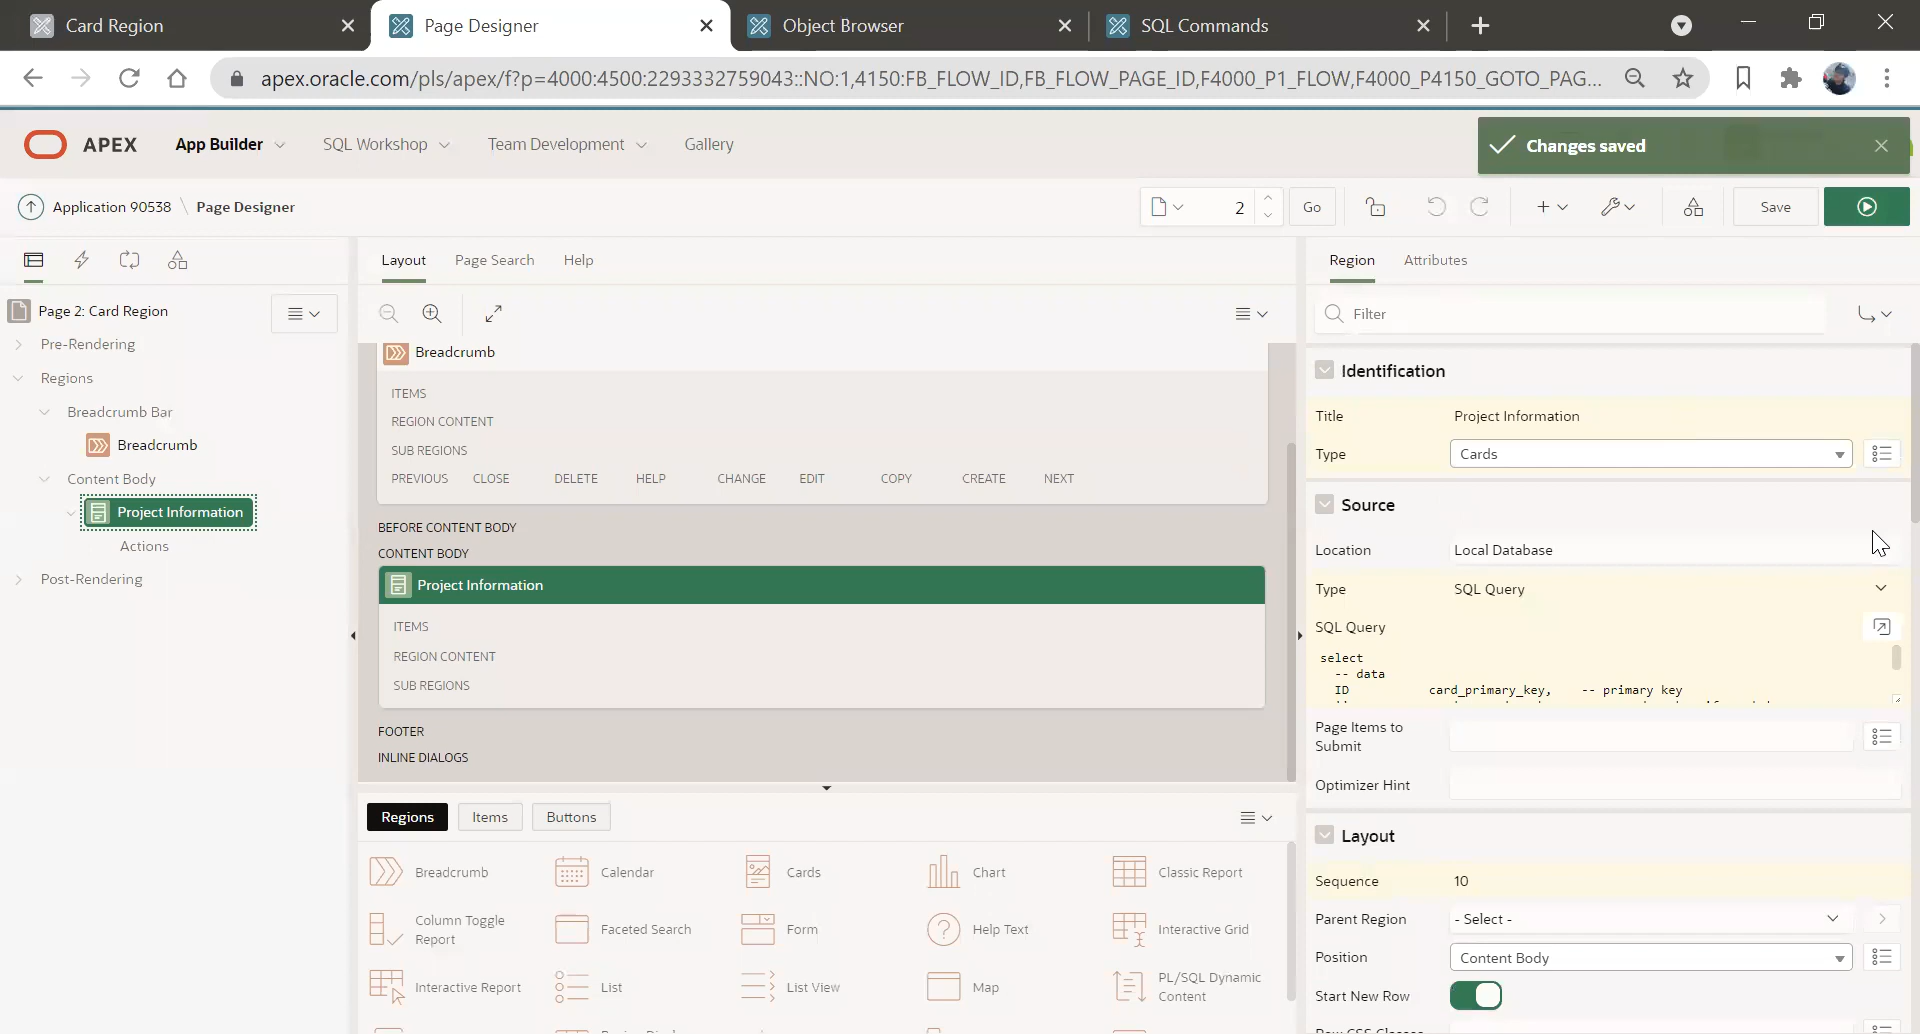 Card Region
Page Designer
Object Browser
SQL Commands
apex.oracle.com/pls/apex/f?p=4000:4500:2293332759043::NO:1,4150:FB_FLOW_ID,FB_FLOW_PAGE_ID,F4000_P1_FLOW,F4000_P4150_GOTO_PAG...
APEX App Builder SQL Workshop Team Development Gallery
Changes saved
Application 90538 \ Page Designer
2 Go Save
Layout Page Search Help
Region Attributes
Page 2: Card Region
Pre-Rendering
Regions
Breadcrumb Bar
Breadcrumb
Content Body
Project Information
Actions
Post-Rendering
Breadcrumb
ITEMS
REGION CONTENT
SUB REGIONS
PREVIOUS CLOSE DELETE HELP CHANGE EDIT COPY CREATE NEXT
BEFORE CONTENT BODY
CONTENT BODY
Project Information
ITEMS
REGION CONTENT
SUB REGIONS
FOOTER
INLINE DIALOGS
Regions Items Buttons
Breadcrumb Calendar Cards Chart Classic Report
Column Toggle Report Faceted Search Form Help Text Interactive Grid
Interactive Report List List View Map PL/SQL Dynamic Content
Filter
Identification
Title Project Information
Type Cards
Source
Location Local Database
Type SQL Query
SQL Query
select
-- data
ID card_primary_key, -- primary key
Page Items to Submit
Optimizer Hint
Layout
Sequence 10
Parent Region - Select -
Position Content Body
Start New Row